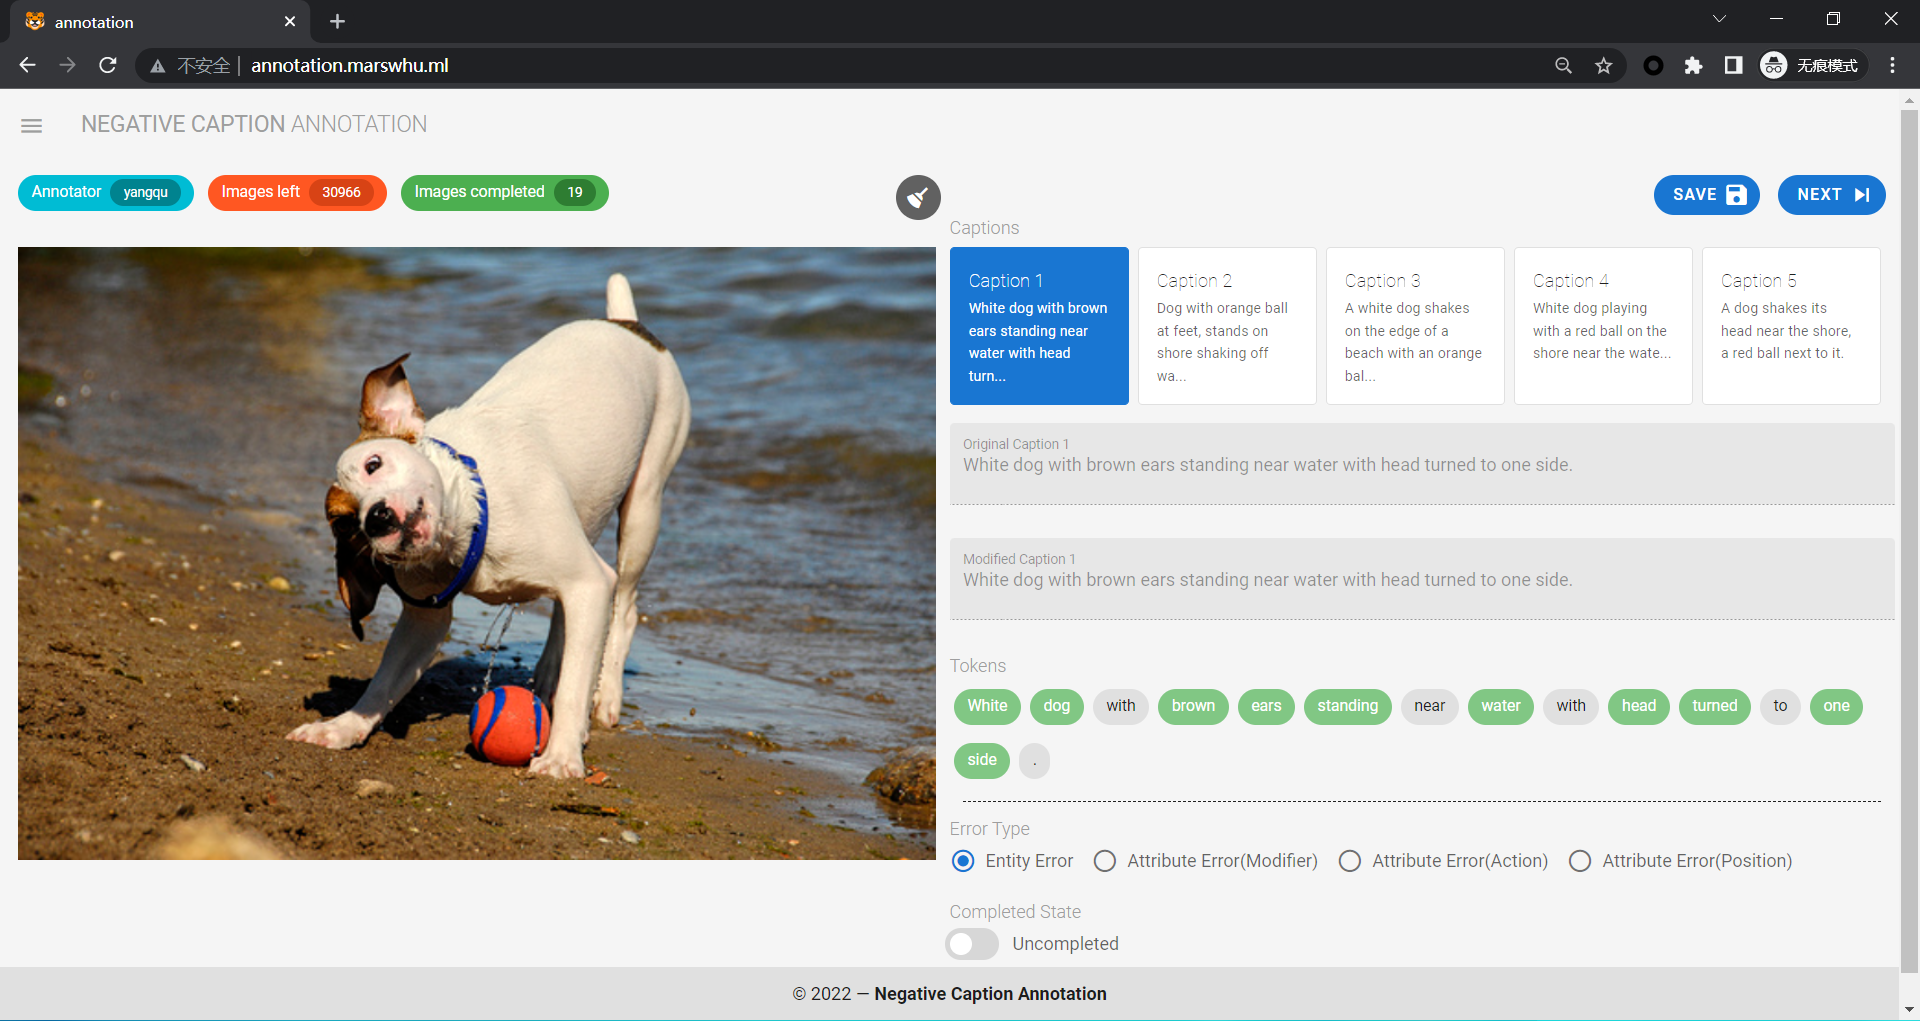 annotation
不安全
annotation.marswhu.ml
无痕模式
NEGATIVE CAPTION ANNOTATION
Annotator yangqu
Images left 30966
Images completed 19
SAVE
NEXT
Captions
Caption 1
White dog with brown
ears standing near
water with head
turn...
Caption 2
Dog with orange ball
at feet, stands on
shore shaking off
wa...
Caption 3
A white dog shakes
on the edge of a
beach with an orange
bal...
Caption 4
White dog playing
with a red ball on the
shore near the wate...
Caption 5
A dog shakes its
head near the shore,
a red ball next to it.
Original Caption 1
White dog with brown ears standing near water with head turned to one side.
Modified Caption 1
White dog with brown ears standing near water with head turned to one side.
Tokens
White dog with brown ears standing near water with head turned to one
side .
Error Type
Entity Error Attribute Error(Modifier) Attribute Error(Action) Attribute Error(Position)
Completed State
Uncompleted
© 2022 — Negative Caption Annotation